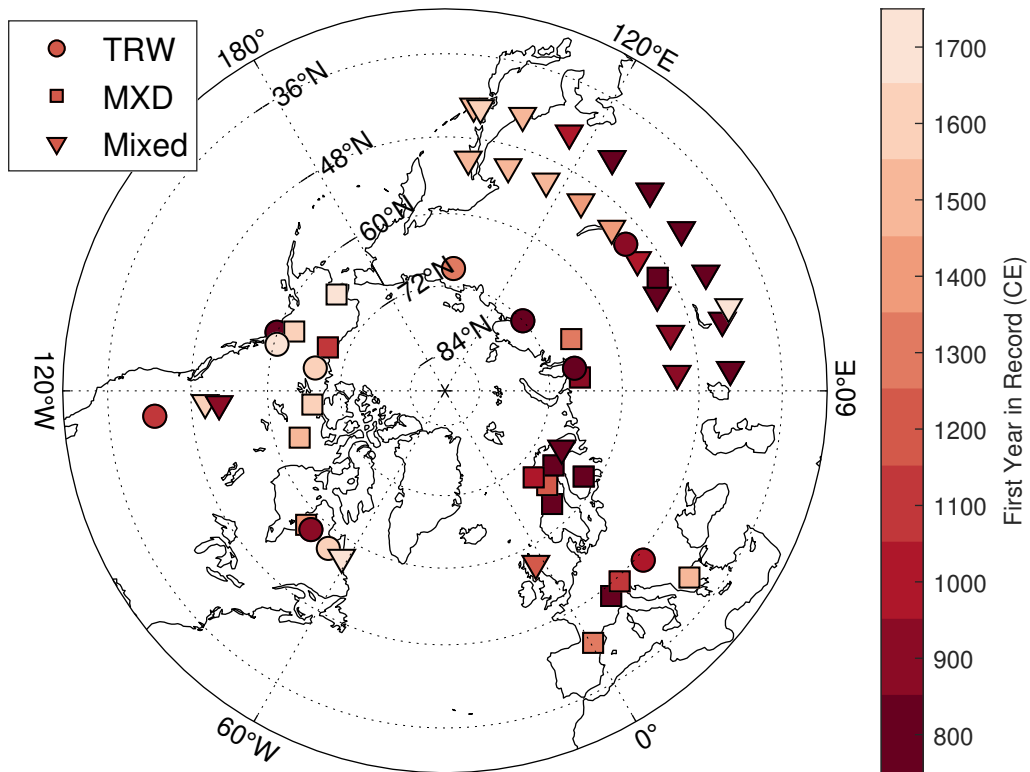 TRW
MXD
Mixed
180°
120°E
36°N
48°N
60°N
72°N
84°N
120°W
60°E
60°W
0°
1700
1600
1500
1400
1300
1200
1100
1000
900
800
First Year in Record (CE)